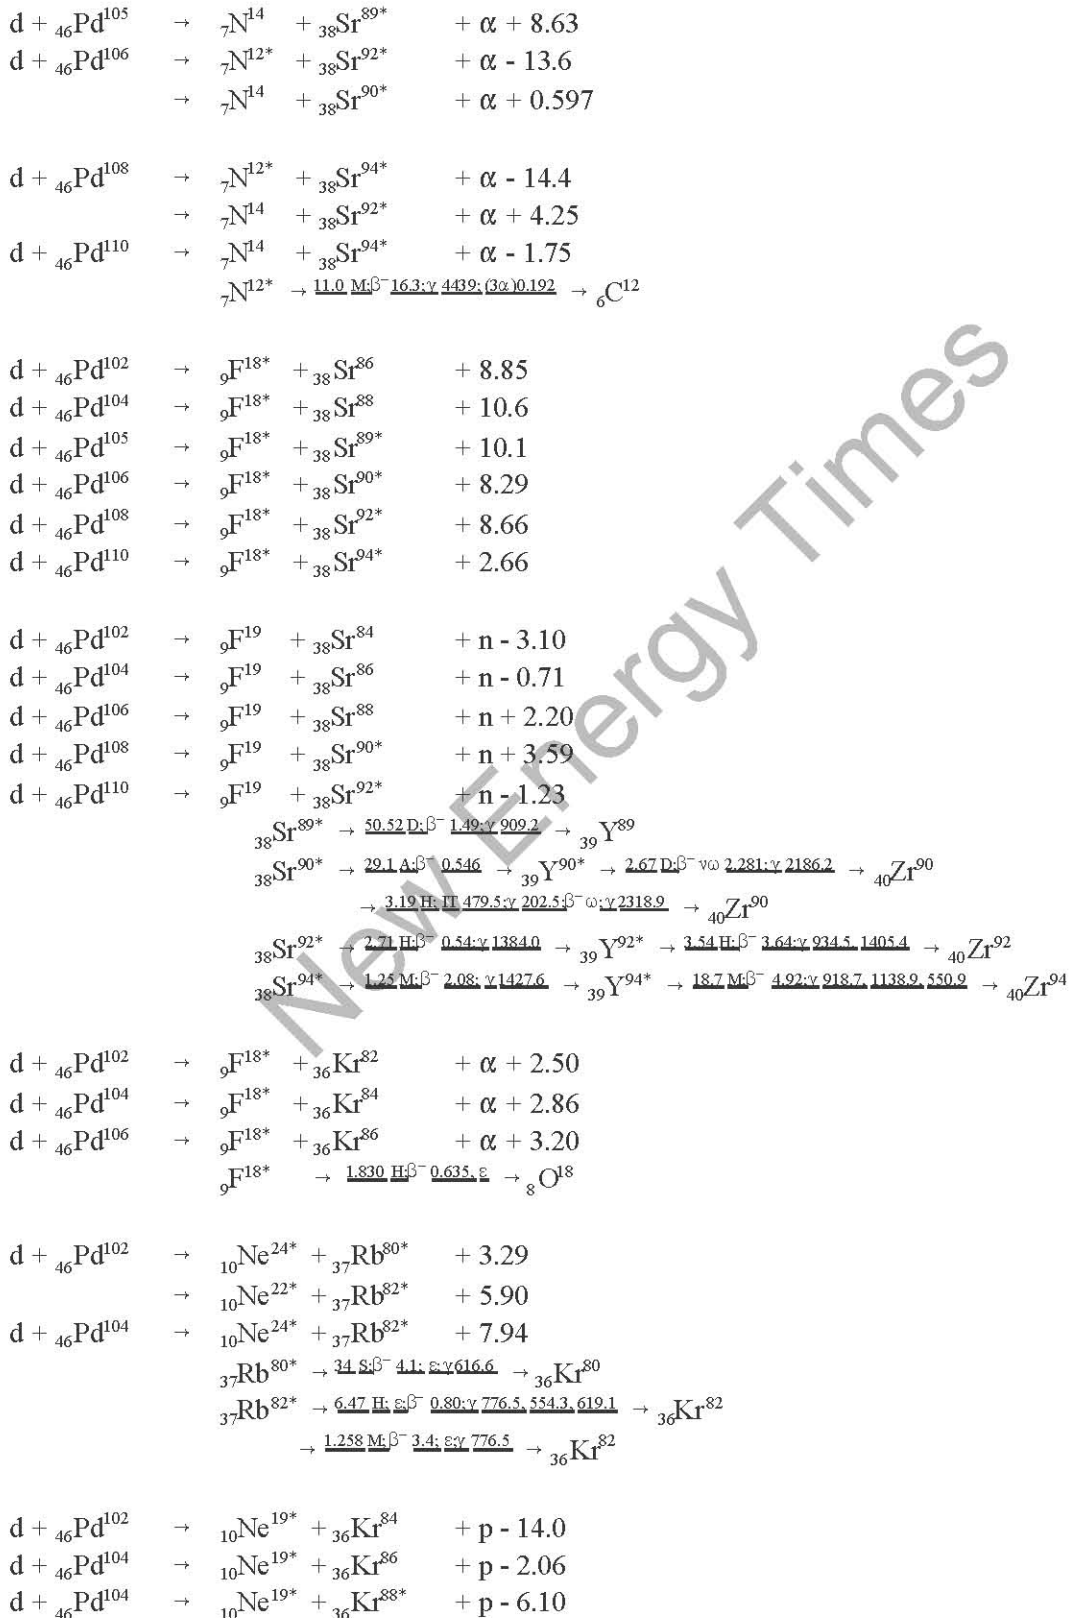 d + ₄₆Pd¹⁰⁵ → ₇N¹⁴ + ₃₈Sr⁸⁹* + α + 8.63
d + ₄₆Pd¹⁰⁶ → ₇N¹²* + ₃₈Sr⁹²* + α - 13.6
→ ₇N¹⁴ + ₃₈Sr⁹⁰* + α + 0.597
d + ₄₆Pd¹⁰⁸ → ₇N¹²* + ₃₈Sr⁹⁴* + α - 14.4
→ ₇N¹⁴ + ₃₈Sr⁹²* + α + 4.25
d + ₄₆Pd¹¹⁰ → ₇N¹⁴ + ₃₈Sr⁹⁴* + α - 1.75
₇N¹²* → 11.0 M;β⁻ 16.3;γ 4439; (3α)0.192 → ₆C¹²
d + ₄₆Pd¹⁰² → ₉F¹⁸* + ₃₈Sr⁸⁶ + 8.85
d + ₄₆Pd¹⁰⁴ → ₉F¹⁸* + ₃₈Sr⁸⁸ + 10.6
d + ₄₆Pd¹⁰⁵ → ₉F¹⁸* + ₃₈Sr⁸⁹* + 10.1
d + ₄₆Pd¹⁰⁶ → ₉F¹⁸* + ₃₈Sr⁹⁰* + 8.29
d + ₄₆Pd¹⁰⁸ → ₉F¹⁸* + ₃₈Sr⁹²* + 8.66
d + ₄₆Pd¹¹⁰ → ₉F¹⁸* + ₃₈Sr⁹⁴* + 2.66
d + ₄₆Pd¹⁰² → ₉F¹⁹ + ₃₈Sr⁸⁴ + n - 3.10
d + ₄₆Pd¹⁰⁴ → ₉F¹⁹ + ₃₈Sr⁸⁶ + n - 0.71
d + ₄₆Pd¹⁰⁶ → ₉F¹⁹ + ₃₈Sr⁸⁸ + n + 2.20
d + ₄₆Pd¹⁰⁸ → ₉F¹⁹ + ₃₈Sr⁹⁰* + n + 3.59
d + ₄₆Pd¹¹⁰ → ₉F¹⁹ + ₃₈Sr⁹²* + n - 1.23
₃₈Sr⁸⁹* → 50.52 D;β⁻ 1.49;γ 909.2 → ₃₉Y⁸⁹
₃₈Sr⁹⁰* → 29.1 A;β⁻ 0.546 → ₃₉Y⁹⁰* → 2.67 D;β⁻ νω 2.281; γ 2186.2 → ₄₀Zr⁹⁰
→ 3.19 H; IT 479.5;γ 202.5;β⁻ ω; γ 2318.9 → ₄₀Zr⁹⁰
₃₈Sr⁹²* → 2.71 H;β⁻ 0.54;γ 1384.0 → ₃₉Y⁹²* → 3.54 H;β⁻ 3.64;γ 934.5, 1405.4 → ₄₀Zr⁹²
₃₈Sr⁹⁴* → 1.25 M;β⁻ 2.08; γ 1427.6 → ₃₉Y⁹⁴* → 18.7 M;β⁻ 4.92;γ 918.7, 1138.9, 550.9 → ₄₀Zr⁹⁴
d + ₄₆Pd¹⁰² → ₉F¹⁸* + ₃₆Kr⁸² + α + 2.50
d + ₄₆Pd¹⁰⁴ → ₉F¹⁸* + ₃₆Kr⁸⁴ + α + 2.86
d + ₄₆Pd¹⁰⁶ → ₉F¹⁸* + ₃₆Kr⁸⁶ + α + 3.20
₉F¹⁸* → 1.830 H;β⁻ 0.635, ε → ₈O¹⁸
d + ₄₆Pd¹⁰² → ₁₀Ne²⁴* + ₃₇Rb⁸⁰* + 3.29
→ ₁₀Ne²²* + ₃₇Rb⁸²* + 5.90
d + ₄₆Pd¹⁰⁴ → ₁₀Ne²⁴* + ₃₇Rb⁸²* + 7.94
₃₇Rb⁸⁰* → 34 S;β⁻ 4.1; ε;γ 616.6 → ₃₆Kr⁸⁰
₃₇Rb⁸²* → 6.47 H; ε;β⁻ 0.80;γ 776.5, 554.3, 619.1 → ₃₆Kr⁸²
→ 1.258 M;β⁻ 3.4; ε;γ 776.5 → ₃₆Kr⁸²
d + ₄₆Pd¹⁰² → ₁₀Ne¹⁹* + ₃₆Kr⁸⁴ + p - 14.0
d + ₄₆Pd¹⁰⁴ → ₁₀Ne¹⁹* + ₃₆Kr⁸⁶ + p - 2.06
d + ₄₆Pd¹⁰⁴ → ₁₀Ne¹⁹* + ₃₆Kr⁸⁸* + p - 6.10
New Energy Times